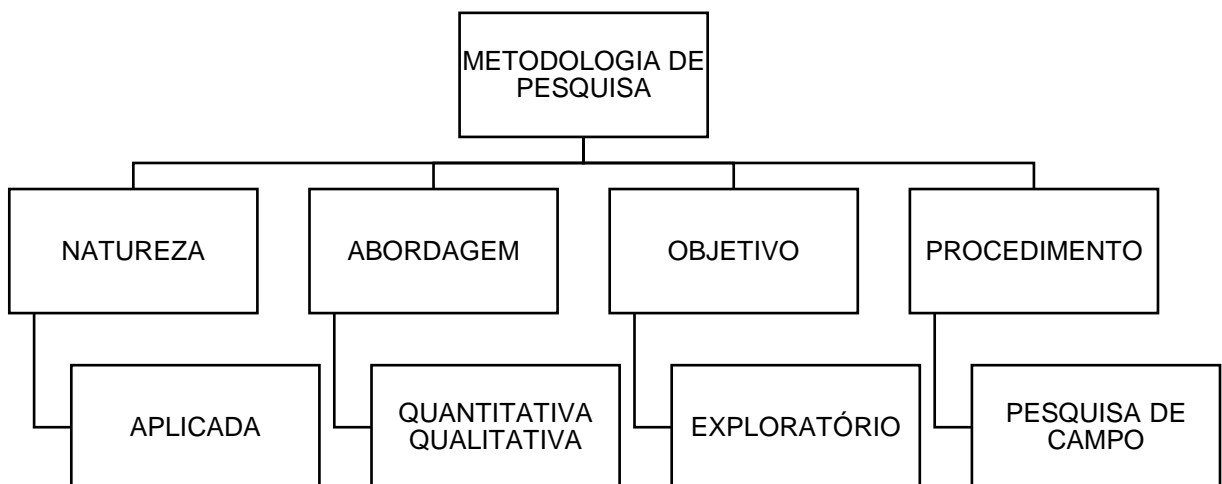 METODOLOGIA DE
PESQUISA
NATUREZA
ABORDAGEM
OBJETIVO
PROCEDIMENTO
APLICADA
QUANTITATIVA
QUALITATIVA
EXPLORATÓRIO
PESQUISA DE
CAMPO